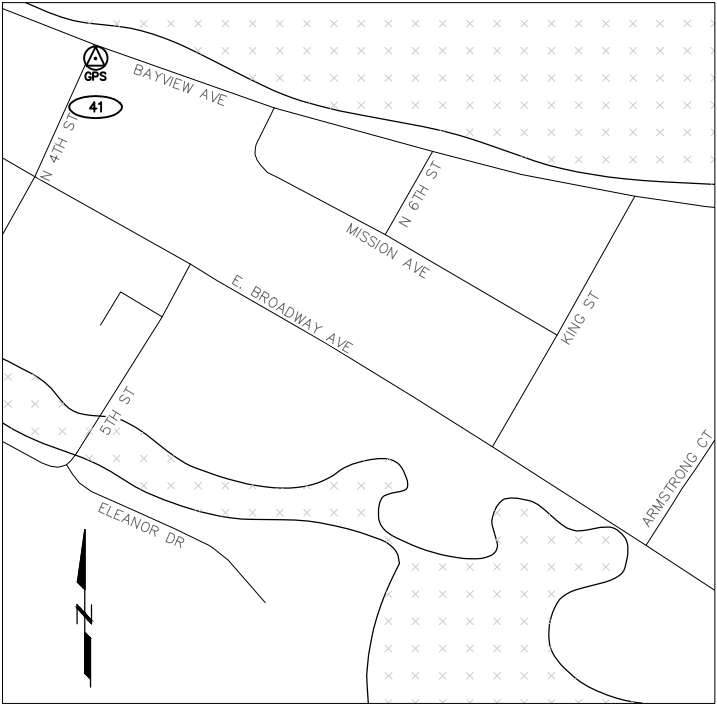 GPS
BAYVIEW AVE
41
N 4TH ST
N 6TH ST
MISSION AVE
E. BROADWAY AVE
KING ST
5TH ST
ARMSTRONG CT
ELEANOR DR
N